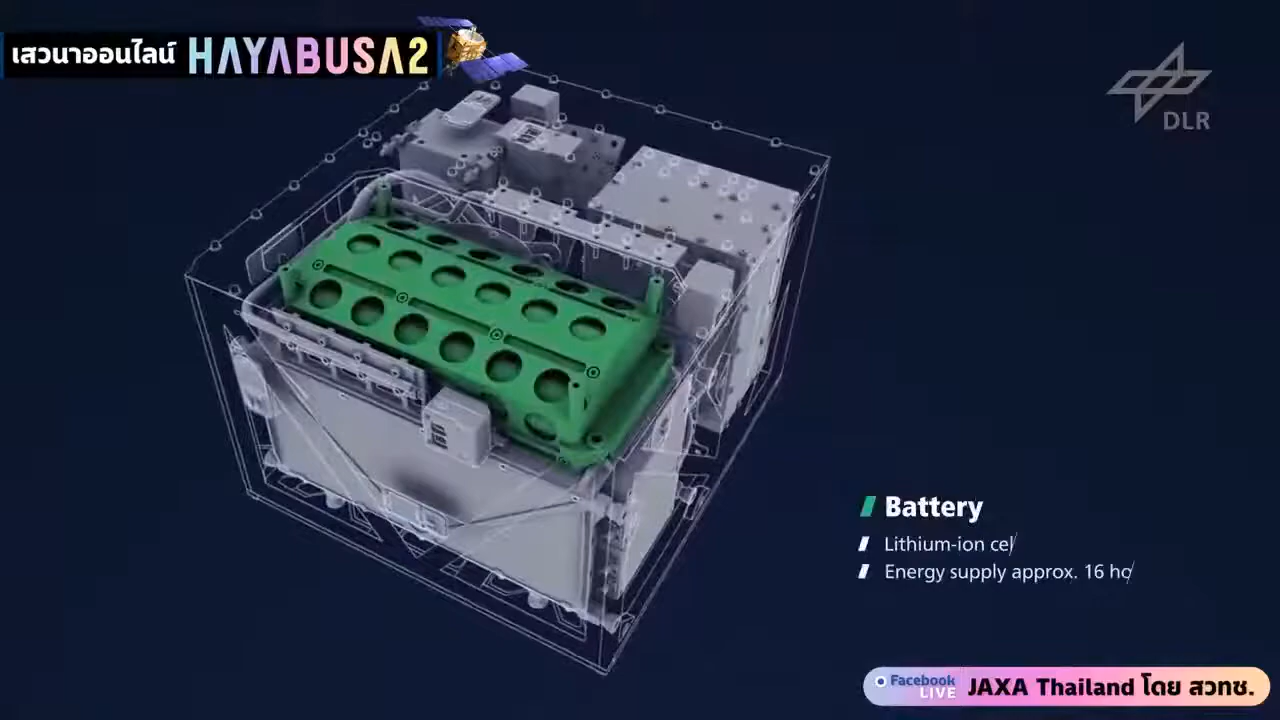 เสวนาออนไลน์ HAYABUSA2
DLR
Battery
Lithium-ion cel
Energy supply approx. 16 ho
Facebook LIVE JAXA Thailand โดย สวทช.